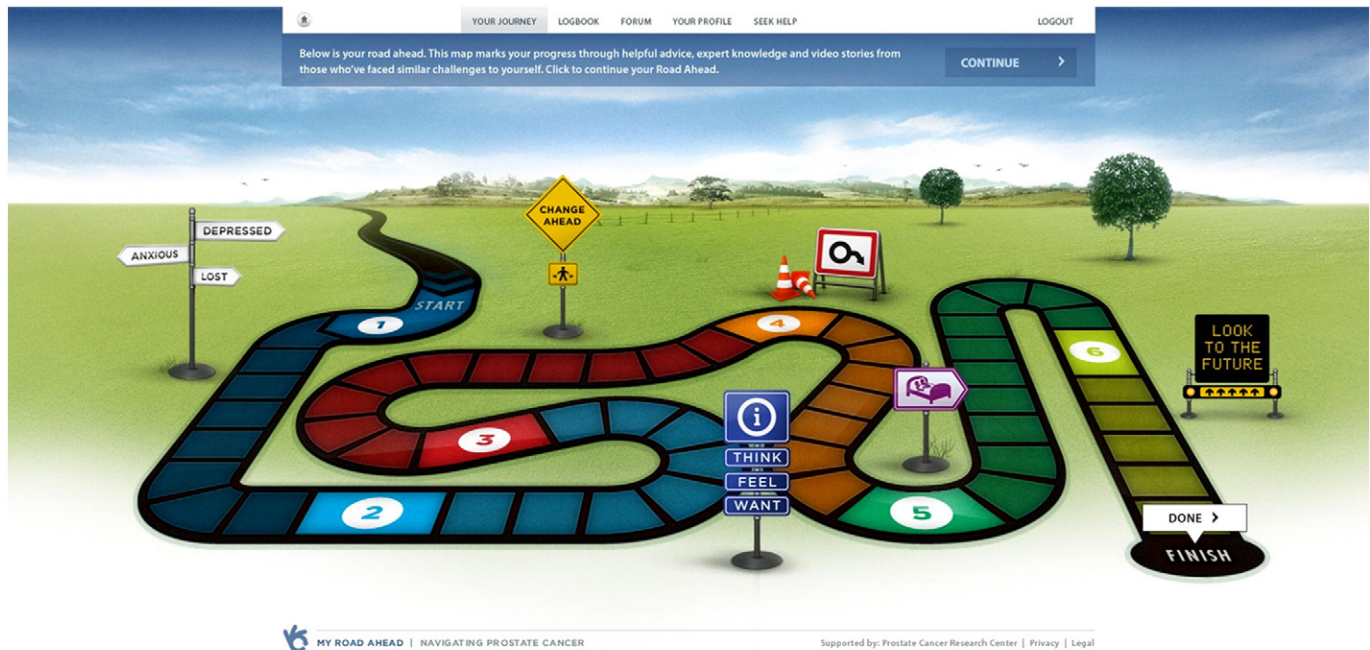 YOUR JOURNEY LOGBOOK FORUM YOUR PROFILE SEEK HELP LOGOUT
Below is your road ahead. This map marks your progress through helpful advice, expert knowledge and video stories from
those who've faced similar challenges to yourself. Click to continue your Road Ahead.
CONTINUE
DEPRESSED
ANXIOUS
LOST
CHANGE
AHEAD
START
1
4
LOOK
TO THE
FUTURE
6
3
i
THINK
FEEL
WANT
2
5
DONE
FINISH
MY ROAD AHEAD | NAVIGATING PROSTATE CANCER
Supported by: Prostate Cancer Research Center | Privacy | Legal